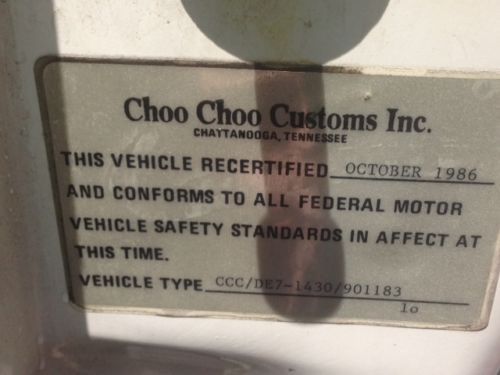 Choo Choo Customs Inc.
CHATTANOOGA, TENNESSEE
THIS VEHICLE RECERTIFIED OCTOBER 1986
AND CONFORMS TO ALL FEDERAL MOTOR
VEHICLE SAFETY STANDARDS IN AFFECT AT
THIS TIME.
VEHICLE TYPE CCC/DE7-1430/901183
lo